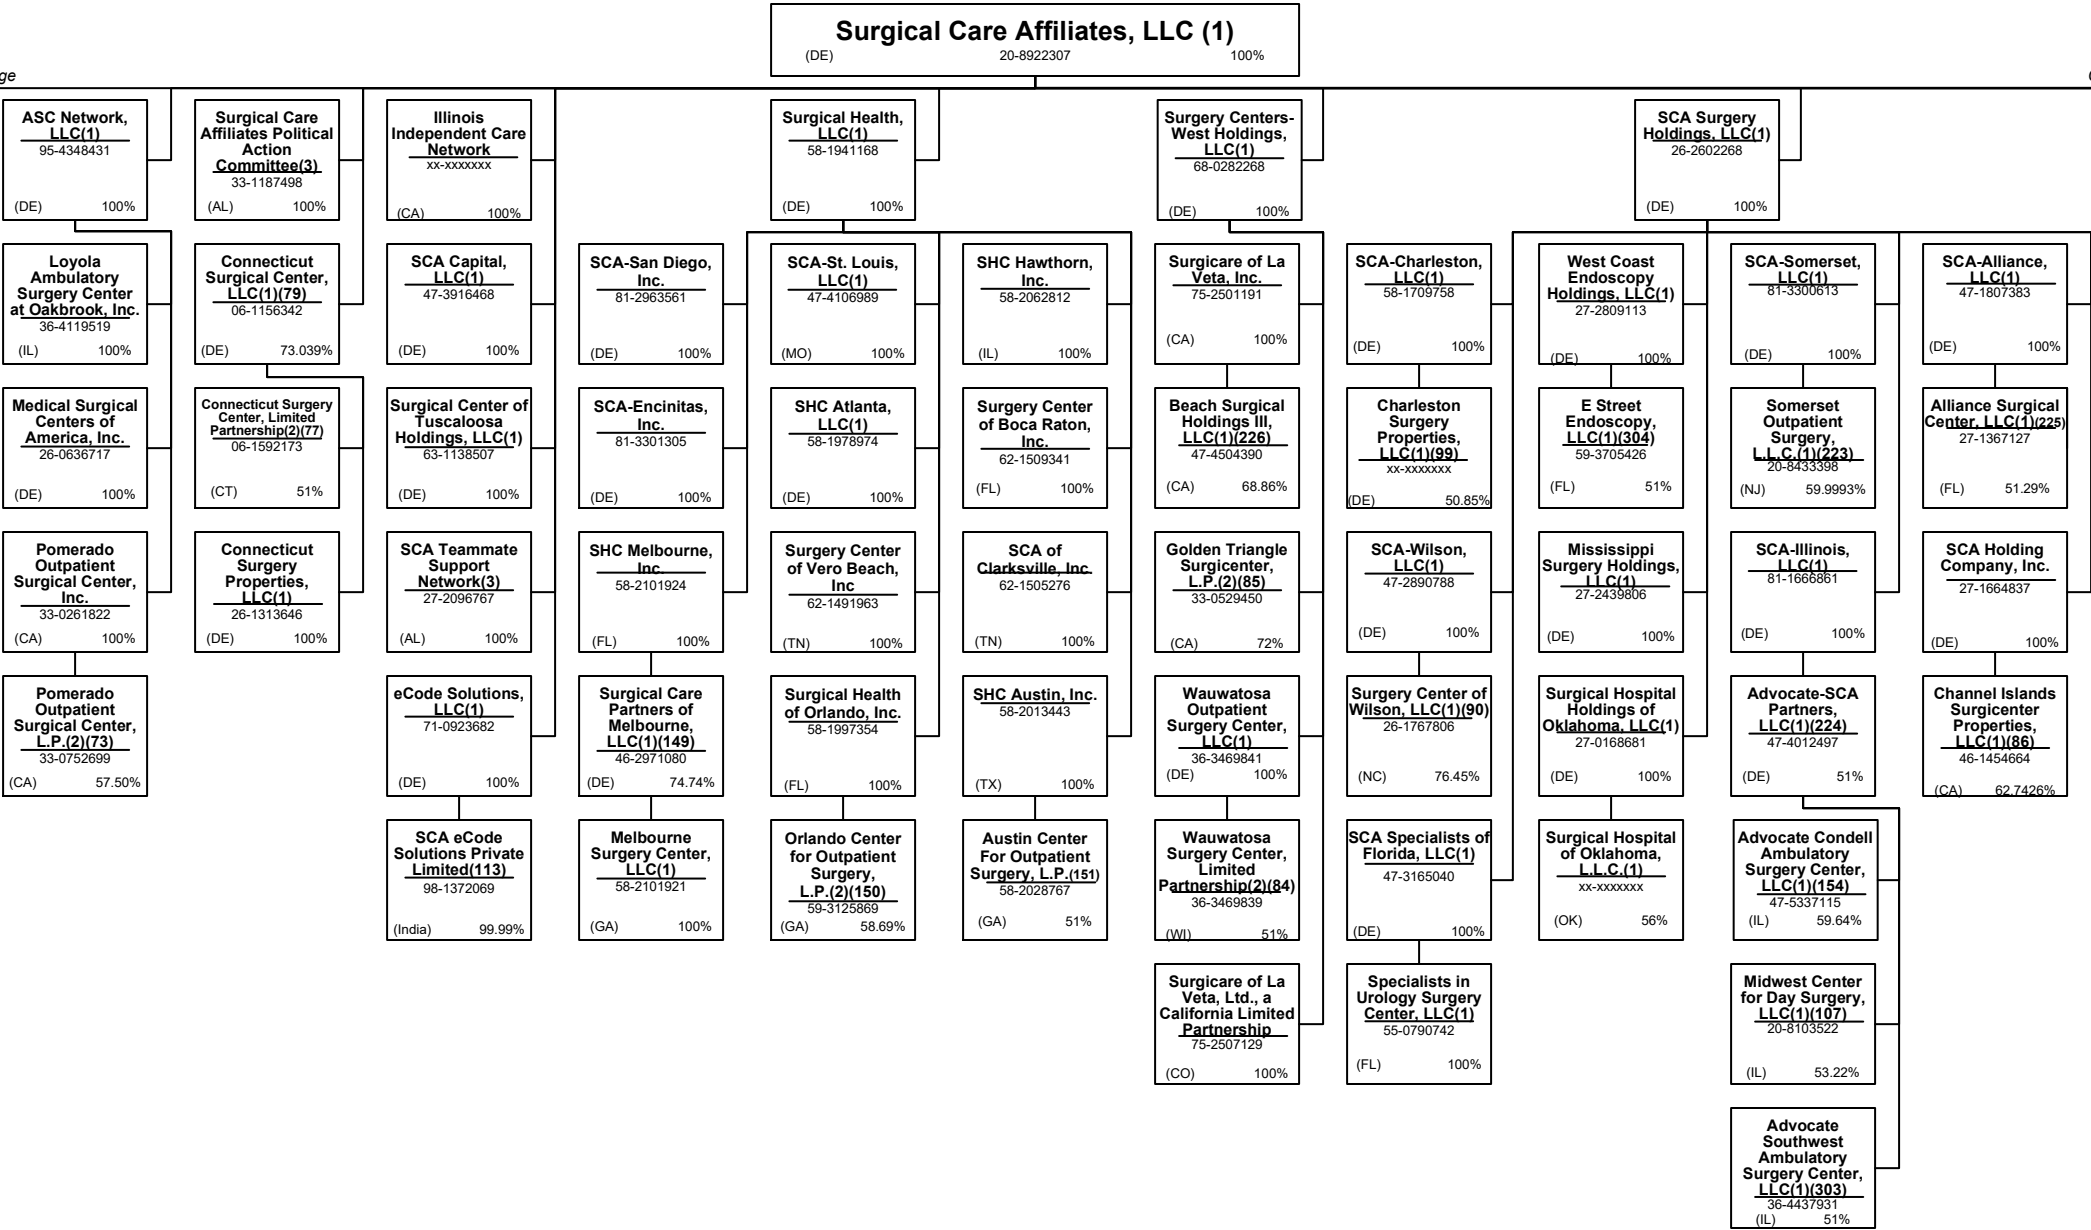 Surgical Care Affiliates, LLC (1)
(DE) 20-8922307 100%
ge
ASC Network,
LLC(1)
95-4348431
(DE) 100%
Surgical Care
Affiliates Political
Action
Committee(3)
33-1187498
(AL) 100%
Illinois
Independent Care
Network
xx-xxxxxxx
(CA) 100%
Surgical Health,
LLC(1)
58-1941168
(DE) 100%
Surgery Centers-
West Holdings,
LLC(1)
68-0282268
(DE) 100%
SCA Surgery
Holdings, LLC(1)
26-2602268
(DE) 100%
Loyola
Ambulatory
Surgery Center
at Oakbrook, Inc.
36-4119519
(IL) 100%
Connecticut
Surgical Center,
LLC(1)(79)
06-1156342
(DE) 73.039%
SCA Capital,
LLC(1)
47-3916468
(DE) 100%
SCA-San Diego,
Inc.
81-2963561
(DE) 100%
SCA-St. Louis,
LLC(1)
47-4106989
(MO) 100%
SHC Hawthorn,
Inc.
58-2062812
(IL) 100%
Surgicare of La
Veta, Inc.
75-2501191
(CA) 100%
SCA-Charleston,
LLC(1)
58-1709758
(DE) 100%
West Coast
Endoscopy
Holdings, LLC(1)
27-2809113
(DE) 100%
SCA-Somerset,
LLC(1)
81-3300613
(DE) 100%
SCA-Alliance,
LLC(1)
47-1807383
(DE) 100%
Medical Surgical
Centers of
America, Inc.
26-0636717
(DE) 100%
Connecticut Surgery
Center, Limited
Partnership(2)(77)
06-1592173
(CT) 51%
Surgical Center of
Tuscaloosa
Holdings, LLC(1)
63-1138507
(DE) 100%
SCA-Encinitas,
Inc.
81-3301305
(DE) 100%
SHC Atlanta,
LLC(1)
58-1978974
(DE) 100%
Surgery Center
of Boca Raton,
Inc.
62-1509341
(FL) 100%
Beach Surgical
Holdings III,
LLC(1)(226)
47-4504390
(CA) 68.86%
Charleston
Surgery
Properties,
LLC(1)(99)
xx-xxxxxxx
(DE) 50.85%
E Street
Endoscopy,
LLC(1)(304)
59-3705426
(FL) 51%
Somerset
Outpatient
Surgery,
L.L.C.(1)(223)
20-8433398
(NJ) 59.9993%
Alliance Surgical
Center, LLC(1)(225)
27-1367127
(FL) 51.29%
Pomerado
Outpatient
Surgical Center,
Inc.
33-0261822
(CA) 100%
Connecticut
Surgery
Properties,
LLC(1)
26-1313646
(DE) 100%
SCA Teammate
Support
Network(3)
27-2096767
(AL) 100%
SHC Melbourne,
Inc.
58-2101924
(FL) 100%
Surgery Center
of Vero Beach,
Inc
62-1491963
(TN) 100%
SCA of
Clarksville, Inc.
62-1505276
(TN) 100%
Golden Triangle
Surgicenter,
L.P.(2)(85)
33-0529450
(CA) 72%
SCA-Wilson,
LLC(1)
47-2890788
(DE) 100%
Mississippi
Surgery Holdings,
LLC(1)
27-2439806
(DE) 100%
SCA-Illinois,
LLC(1)
81-1666861
(DE) 100%
SCA Holding
Company, Inc.
27-1664837
(DE) 100%
Pomerado
Outpatient
Surgical Center,
L.P.(2)(73)
33-0752699
(CA) 57.50%
eCode Solutions,
LLC(1)
71-0923682
(DE) 100%
Surgical Care
Partners of
Melbourne,
LLC(1)(149)
46-2971080
(DE) 74.74%
Surgical Health
of Orlando, Inc.
58-1997354
(FL) 100%
SHC Austin, Inc.
58-2013443
(TX) 100%
Wauwatosa
Outpatient
Surgery Center,
LLC(1)
36-3469841
(DE) 100%
Surgery Center of
Wilson, LLC(1)(90)
26-1767806
(NC) 76.45%
Surgical Hospital
Holdings of
Oklahoma, LLC(1)
27-0168681
(DE) 100%
Advocate-SCA
Partners,
LLC(1)(224)
47-4012497
(DE) 51%
Channel Islands
Surgicenter
Properties,
LLC(1)(86)
46-1454664
(CA) 62.7426%
SCA eCode
Solutions Private
Limited(113)
98-1372069
(India) 99.99%
Melbourne
Surgery Center,
LLC(1)
58-2101921
(GA) 100%
Orlando Center
for Outpatient
Surgery,
L.P.(2)(150)
59-3125869
(GA) 58.69%
Austin Center
For Outpatient
Surgery, L.P.(151)
58-2028767
(GA) 51%
Wauwatosa
Surgery Center,
Limited
Partnership(2)(84)
36-3469839
(WI) 51%
SCA Specialists of
Florida, LLC(1)
47-3165040
(DE) 100%
Surgical Hospital
of Oklahoma,
L.L.C.(1)
xx-xxxxxxx
(OK) 56%
Advocate Condell
Ambulatory
Surgery Center,
LLC(1)(154)
47-5337115
(IL) 59.64%
Surgicare of La
Veta, Ltd., a
California Limited
Partnership
75-2507129
(CO) 100%
Specialists in
Urology Surgery
Center, LLC(1)
55-0790742
(FL) 100%
Midwest Center
for Day Surgery,
LLC(1)(107)
20-8103522
(IL) 53.22%
Advocate
Southwest
Ambulatory
Surgery Center,
LLC(1)(303)
36-4437931
(IL) 51%